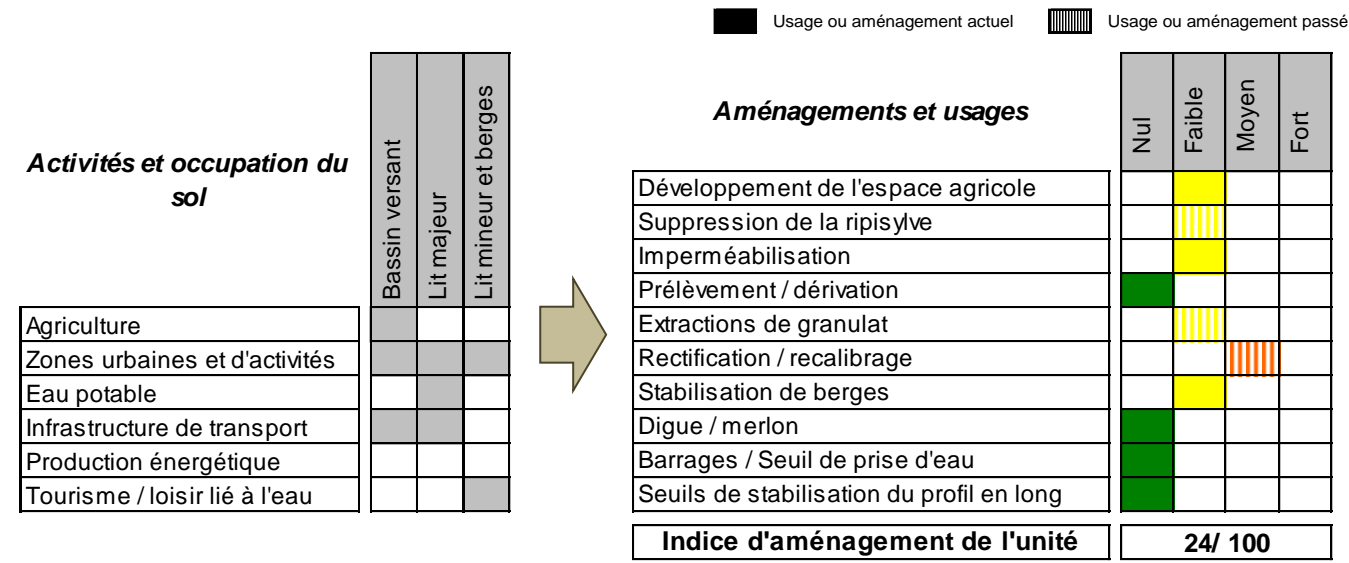 Usage ou aménagement actuel
Usage ou aménagement passé
Activités et occupation du
sol
Bassin versant
Lit majeur
Lit mineur et berges
Agriculture
Zones urbaines et d'activités
Eau potable
Infrastructure de transport
Production énergétique
Tourisme / loisir lié à l'eau
Aménagements et usages
Nul
Faible
Moyen
Fort
Développement de l'espace agricole
Suppression de la ripisylve
Imperméabilisation
Prélèvement / dérivation
Extractions de granulat
Rectification / recalibrage
Stabilisation de berges
Digue / merlon
Barrages / Seuil de prise d'eau
Seuils de stabilisation du profil en long
Indice d'aménagement de l'unité
24/ 100